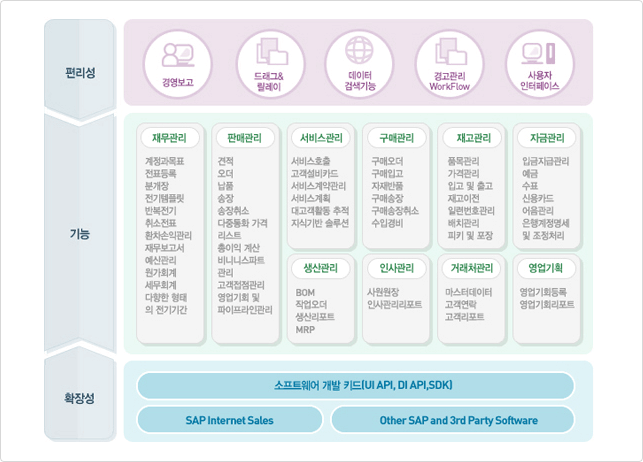 편리성
경영보고
드래그&
릴레이
데이터
검색기능
경고관리
WorkFlow
사용자
인터페이스
기능
재무관리
계정과목표
전표등록
분개장
전기템플릿
반복전기
취소전표
환차손익관리
재무보고서
예산관리
원가회계
세무회계
다향한 형태
의 전기기간
판매관리
견적
오더
납품
송장
송장취소
다중통화 가격
리스트
총이익 계산
비니니스파트
관리
고객접점관리
영업기회 및
파이프라인관리
서비스관리
서비스호출
고객설비카드
서비스계약관리
서비스계획
대고객활동 추적
지식기반 솔루션
구매관리
구매오더
구매입고
자재반품
구매송장
구매송장취소
수입경비
재고관리
품목관리
가격관리
입고 및 출고
재고이전
일련번호관리
배치관리
피키 및 포장
자금관리
입금지급관리
예금
수표
신용카드
어음관리
은행계정명세
및 조정처리
생산관리
BOM
작업오더
생산리포트
MRP
인사관리
사원원장
인사관리리포트
거래처관리
마스터데이터
고객연락
고객리포트
영업기획
영업기회등록
영업기회리포트
확장성
소프트웨어 개발 키드(UI API, DI API,SDK)
SAP Internet Sales
Other SAP and 3rd Party Software